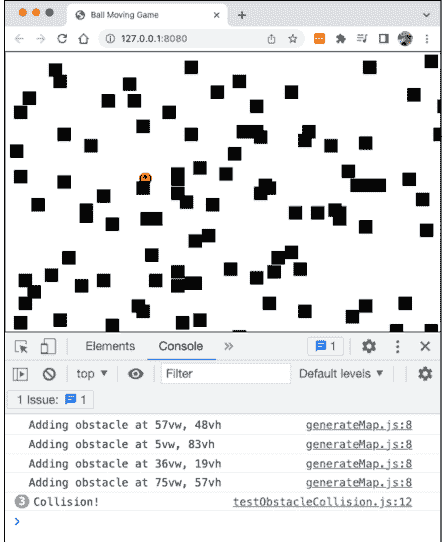 Ball Moving Game
127.0.0.1:8080
Elements Console
1
top
Filter
Default levels
1 Issue: 1
Adding obstacle at 57vw, 48vh generateMap.js:8
Adding obstacle at 5vw, 83vh generateMap.js:8
Adding obstacle at 36vw, 19vh generateMap.js:8
Adding obstacle at 75vw, 57vh generateMap.js:8
3 Collision! testObstacleCollision.js:12